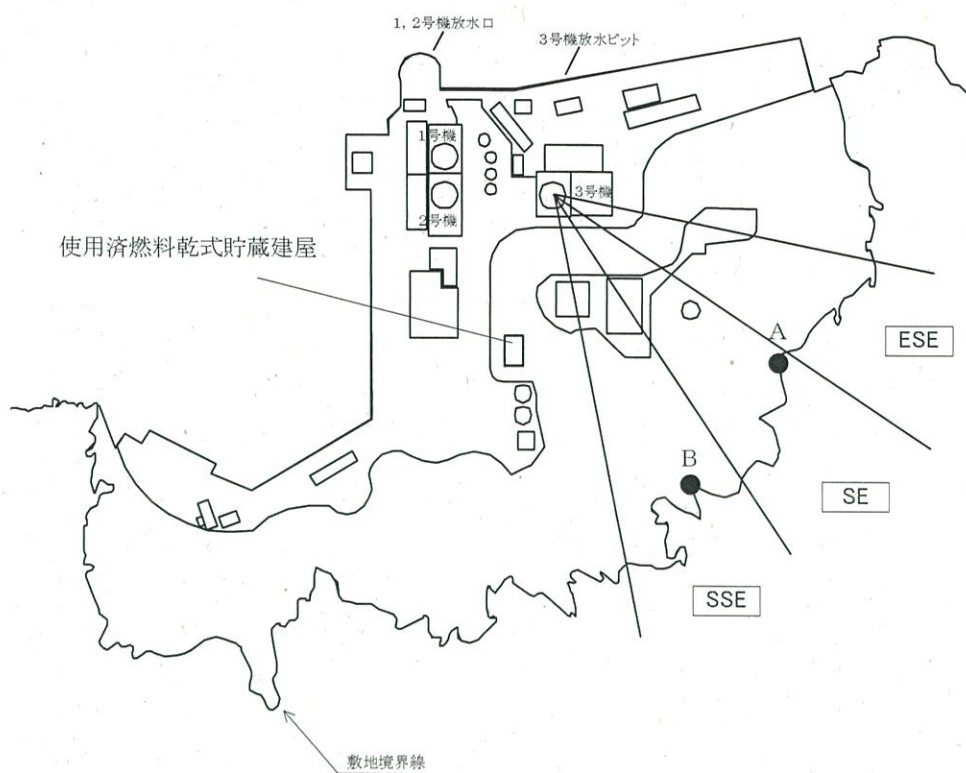 1, 2号機放水口
3号機放水ピット
1号機
2号機
3号機
使用済燃料乾式貯蔵建屋
ESE
A
B
SE
SSE
敷地境界線